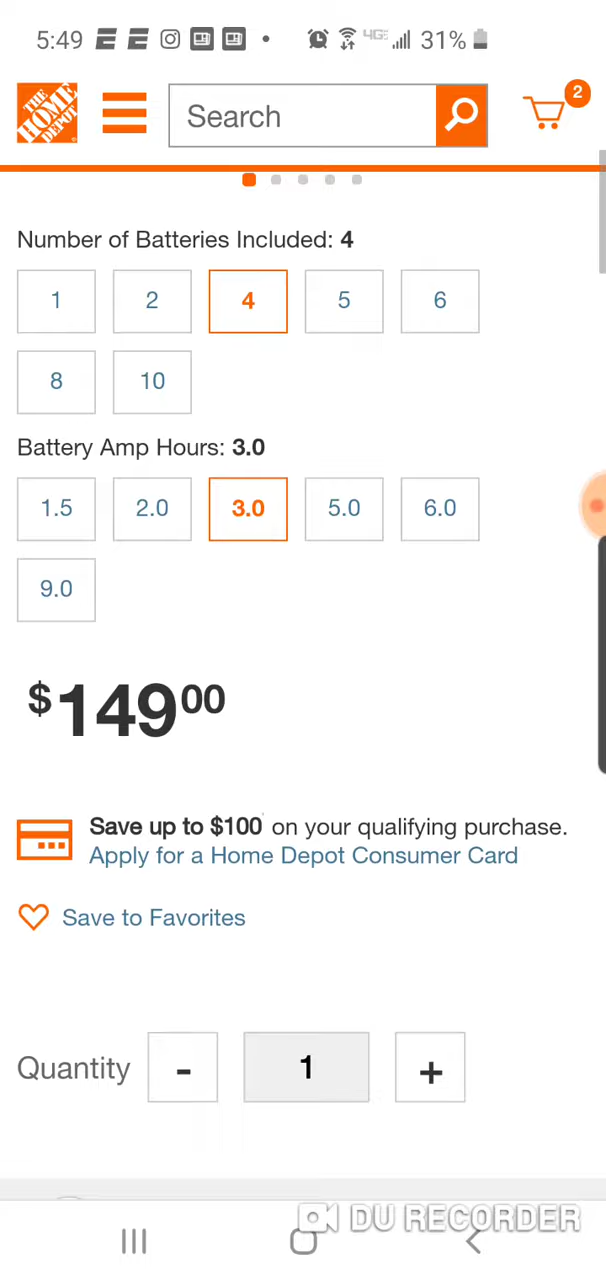 5:49 4GE 31%
THE HOME DEPOT
Search
2
Number of Batteries Included: 4
1 2 4 5 6
8 10
Battery Amp Hours: 3.0
1.5 2.0 3.0 5.0 6.0
9.0
$149 00
Save up to $100 on your qualifying purchase.
Apply for a Home Depot Consumer Card
Save to Favorites
Quantity - 1 +
DU RECORDER